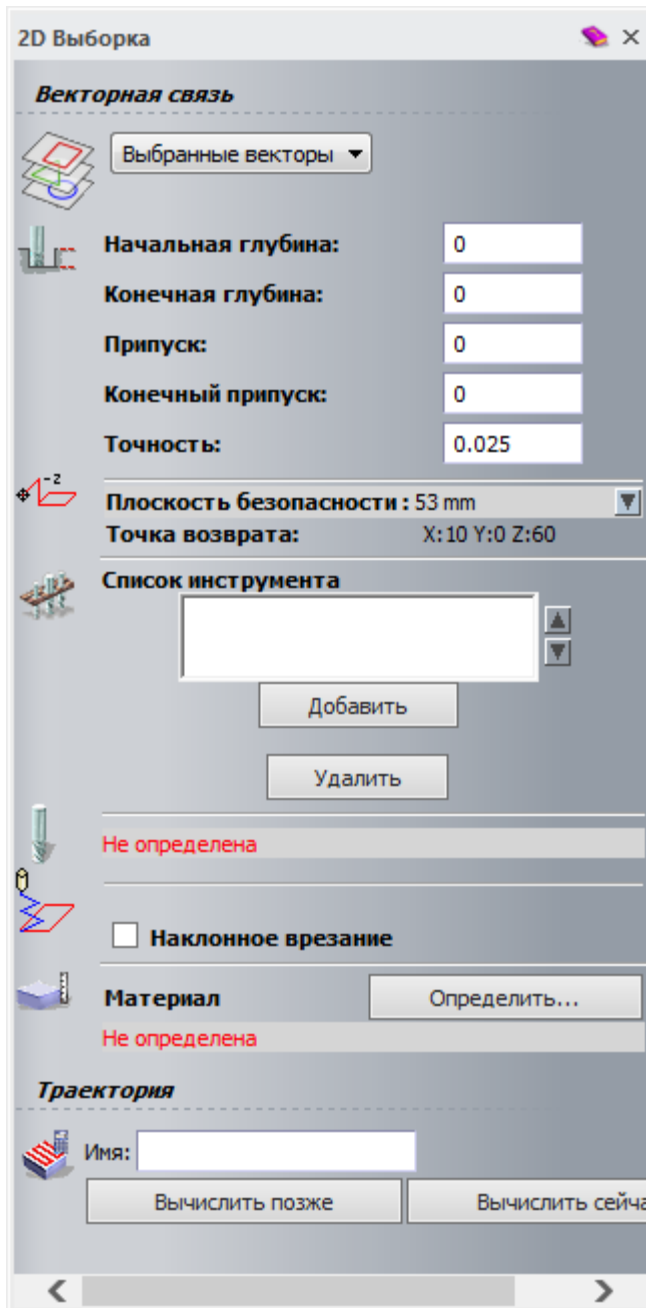 2D Выборка
Векторная связь
Выбранные векторы
Начальная глубина: 0
Конечная глубина: 0
Припуск: 0
Конечный припуск: 0
Точность: 0.025
-Z
Плоскость безопасности : 53 mm
Точка возврата: X:10 Y:0 Z:60
Список инструмента
Добавить
Удалить
Не определена
Наклонное врезание
Материал Определить...
Не определена
Траектория
Имя:
Вычислить позже Вычислить сейча